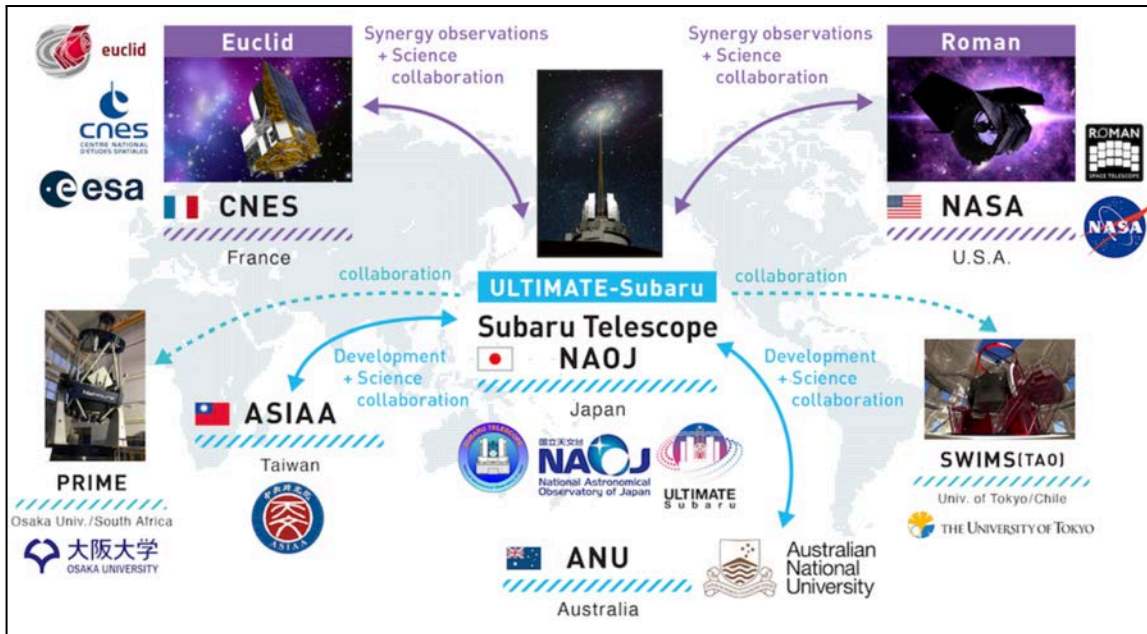 euclid
cnes
CENTRE NATIONAL
D'ÉTUDES SPATIALES
esa
Euclid
CNES
France
Synergy observations
+ Science
collaboration
Synergy observations
+ Science
collaboration
Roman
NASA
U.S.A.
ROMAN
SPACE TELESCOPE
NASA
collaboration
ULTIMATE-Subaru
collaboration
Subaru Telescope
NAOJ
Japan
Development
+ Science
collaboration
Development
+ Science
collaboration
ASIAA
Taiwan
ASIAA
SUBARU TELESCOPE
国立天文台
NAOJ
National Astronomical
Observatory of Japan
ULTIMATE
Subaru
PRIME
Osaka Univ./South Africa
大阪大学
OSAKA UNIVERSITY
SWIMS(TAO)
Univ. of Tokyo/Chile
THE UNIVERSITY OF TOKYO
ANU
Australia
Australian
National
University